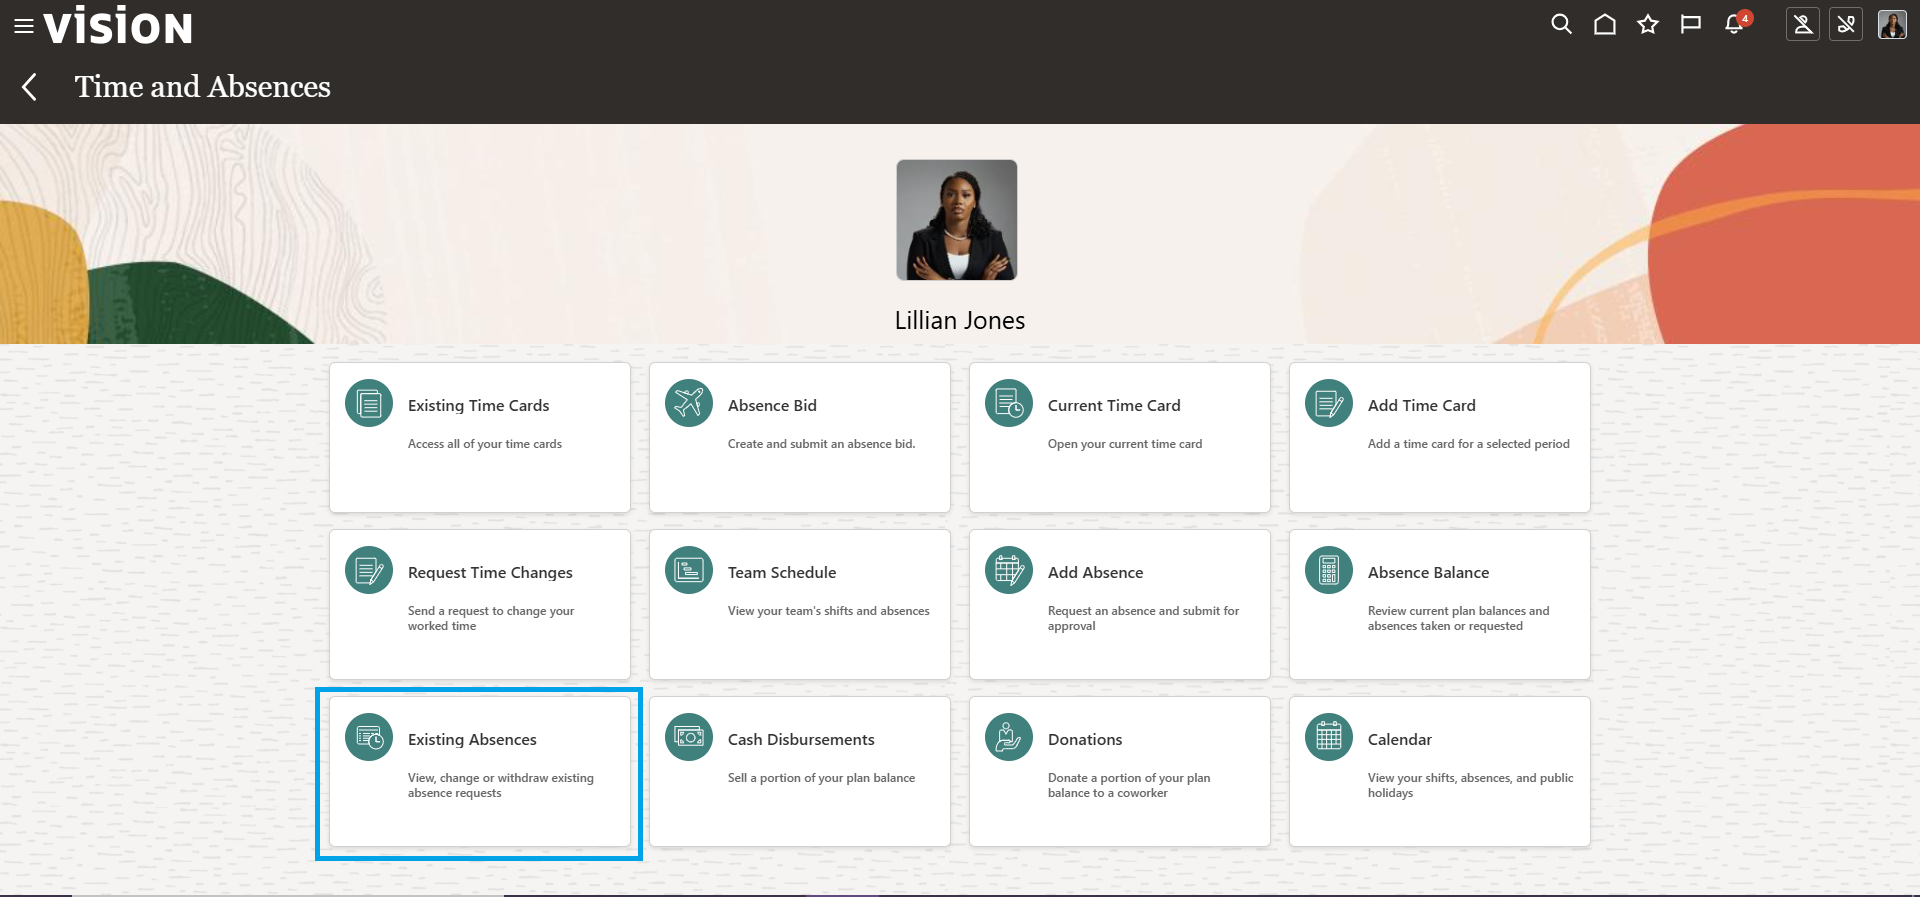 vision
4
Time and Absences
Lillian Jones
Existing Time Cards
Access all of your time cards
Absence Bid
Create and submit an absence bid.
Current Time Card
Open your current time card
Add Time Card
Add a time card for a selected period
Request Time Changes
Send a request to change your
worked time
Team Schedule
View your team's shifts and absences
Add Absence
Request an absence and submit for
approval
Absence Balance
Review current plan balances and
absences taken or requested
Existing Absences
View, change or withdraw existing
absence requests
Cash Disbursements
Sell a portion of your plan balance
Donations
Donate a portion of your plan
balance to a coworker
Calendar
View your shifts, absences, and public
holidays